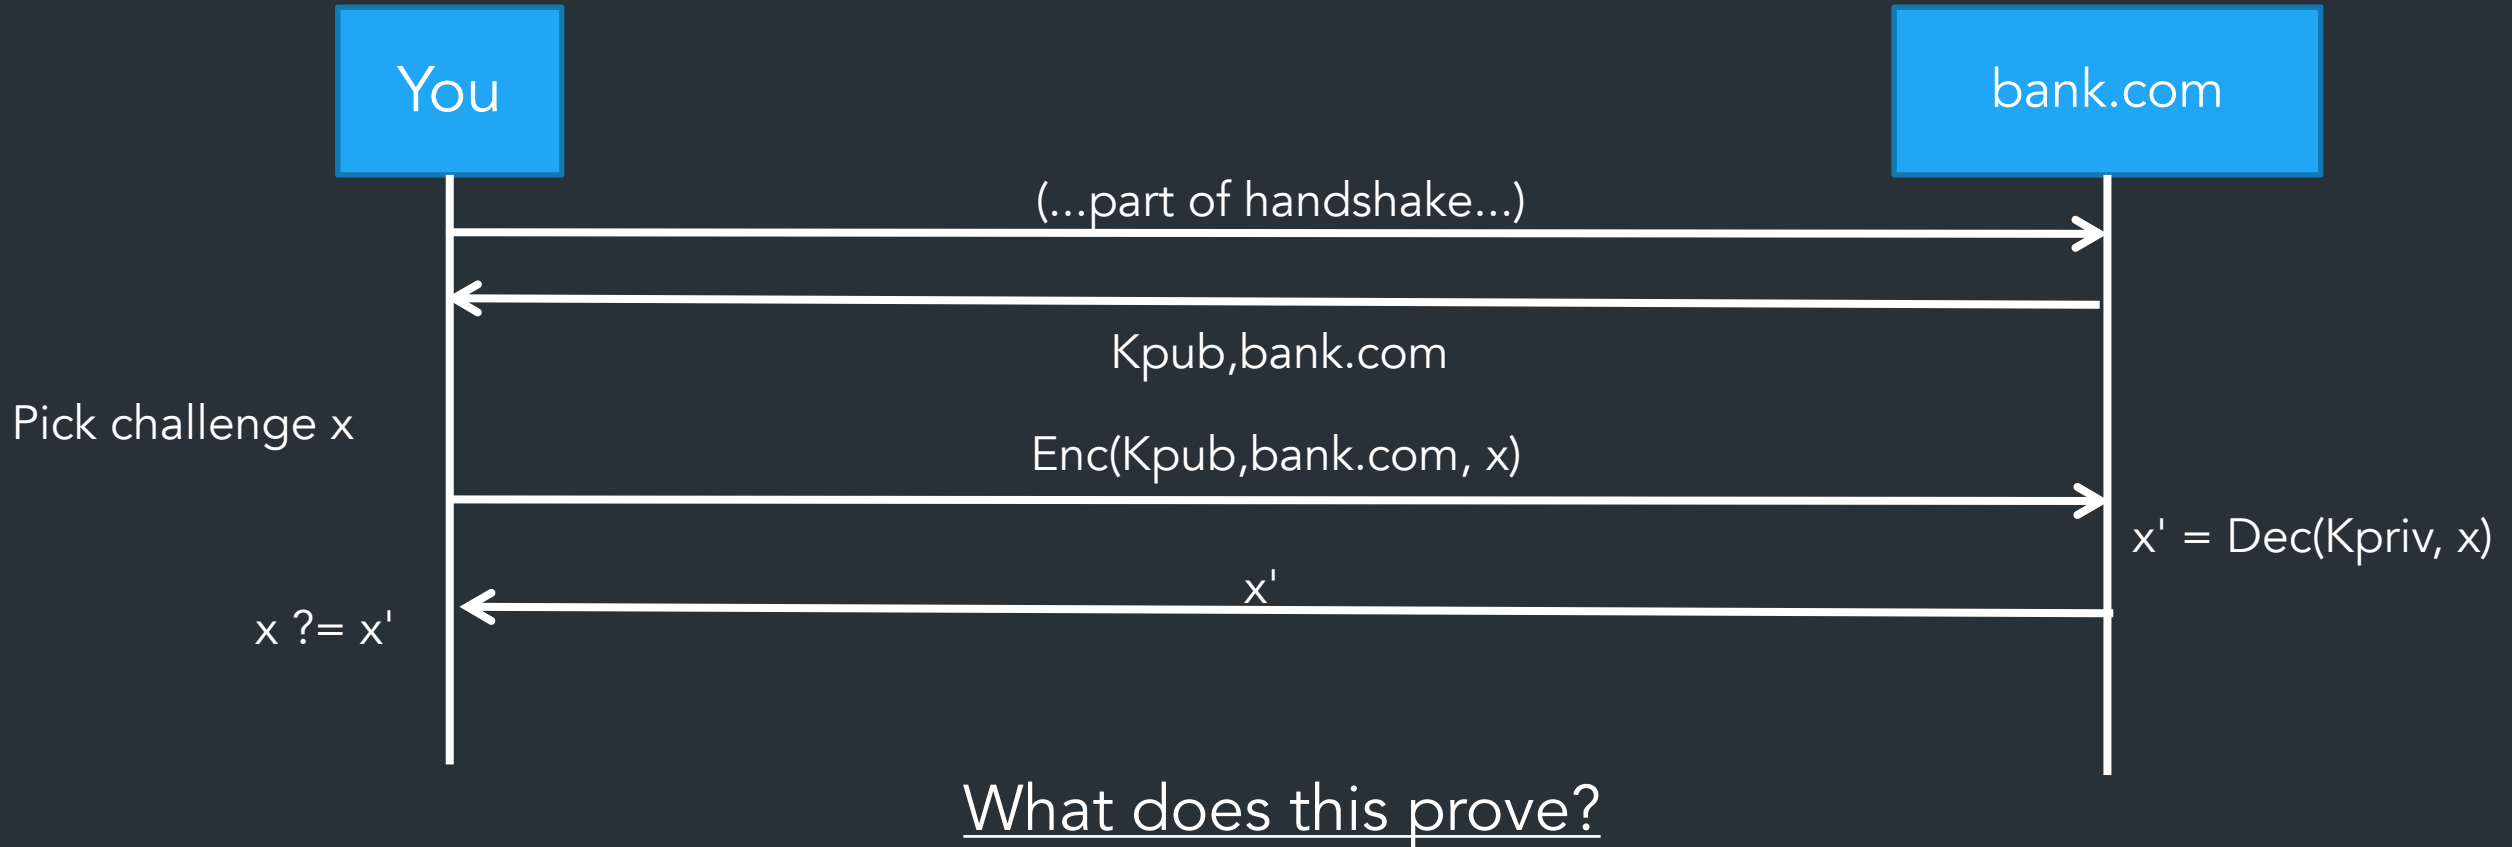 You
bank.com
(...part of handshake...)
Kpub,bank.com
Pick challenge x
Enc(Kpub,bank.com, x)
x' = Dec(Kpriv, x)
x'
x ?= x'
What does this prove?